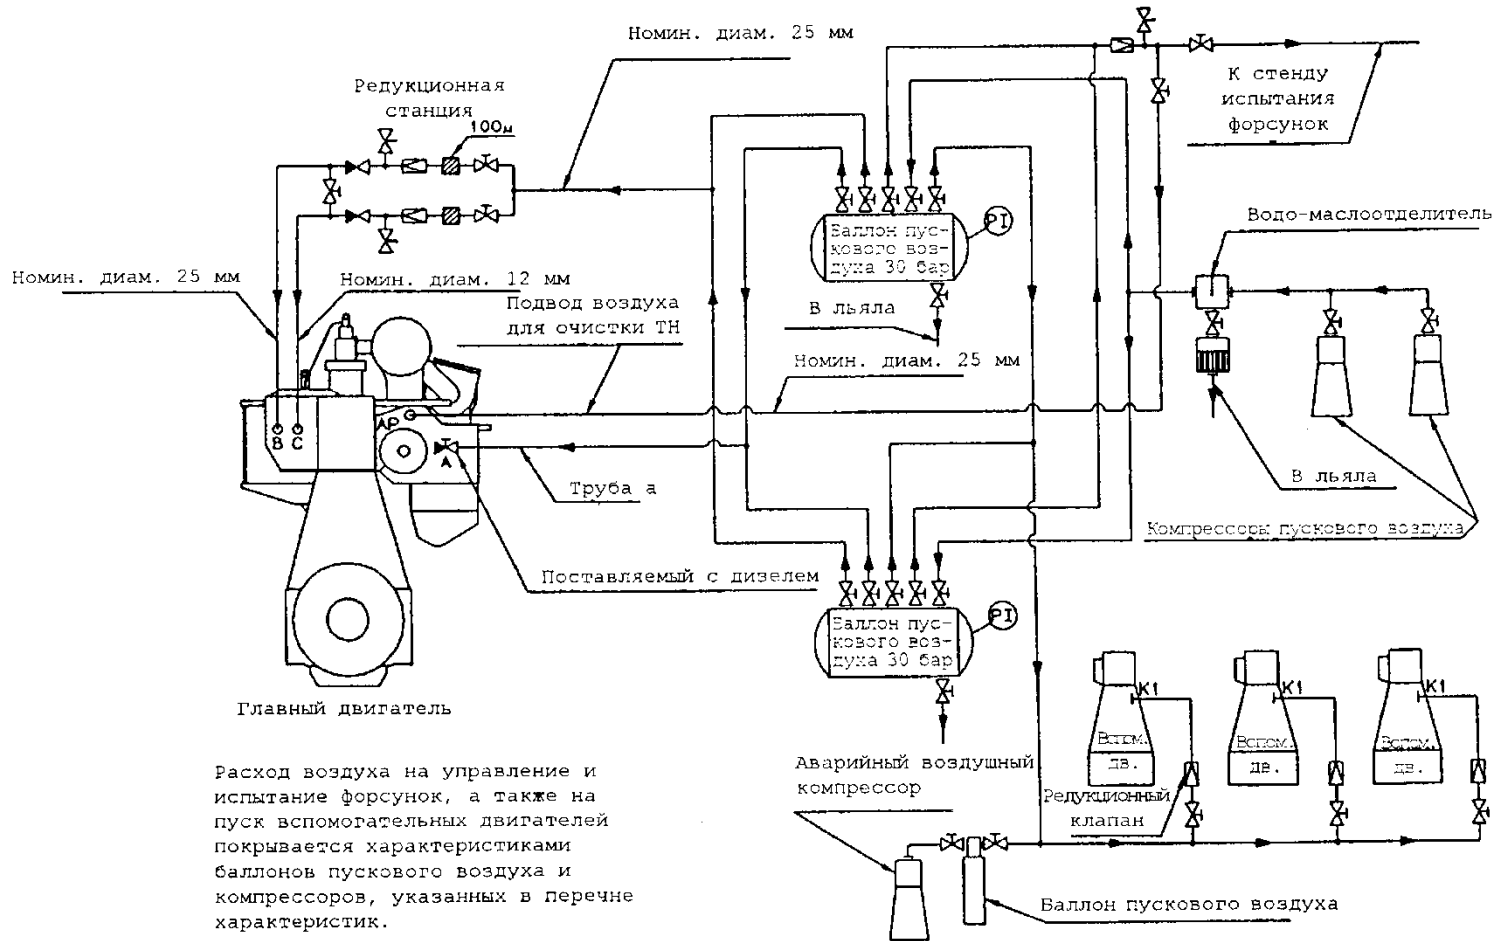 Номин. диам. 25 мм
Редукционная
станция
100м
К стенду
испытания
форсунок
Баллон пус-
кового воз-
духа 30 бар
PI
Водо-маслоотделитель
Номин. диам. 25 мм
Номин. диам. 12 мм
Подвод воздуха
для очистки ТН
В льяла
Номин. диам. 25 мм
AP
B
C
A
Труба а
В льяла
Компрессоры пускового воздуха
Поставляемый с дизелем
Баллон пус-
кового воз-
духа 30 бар
PI
Главный двигатель
K1
K1
K1
Вспом.
дв.
Вспом.
дв.
Вспом.
дв.
Аварийный воздушный
компрессор
Редукционный
клапан
Баллон пускового воздуха
Расход воздуха на управление и
испытание форсунок, а также на
пуск вспомогательных двигателей
покрывается характеристиками
баллонов пускового воздуха и
компрессоров, указанных в перечне
характеристик.